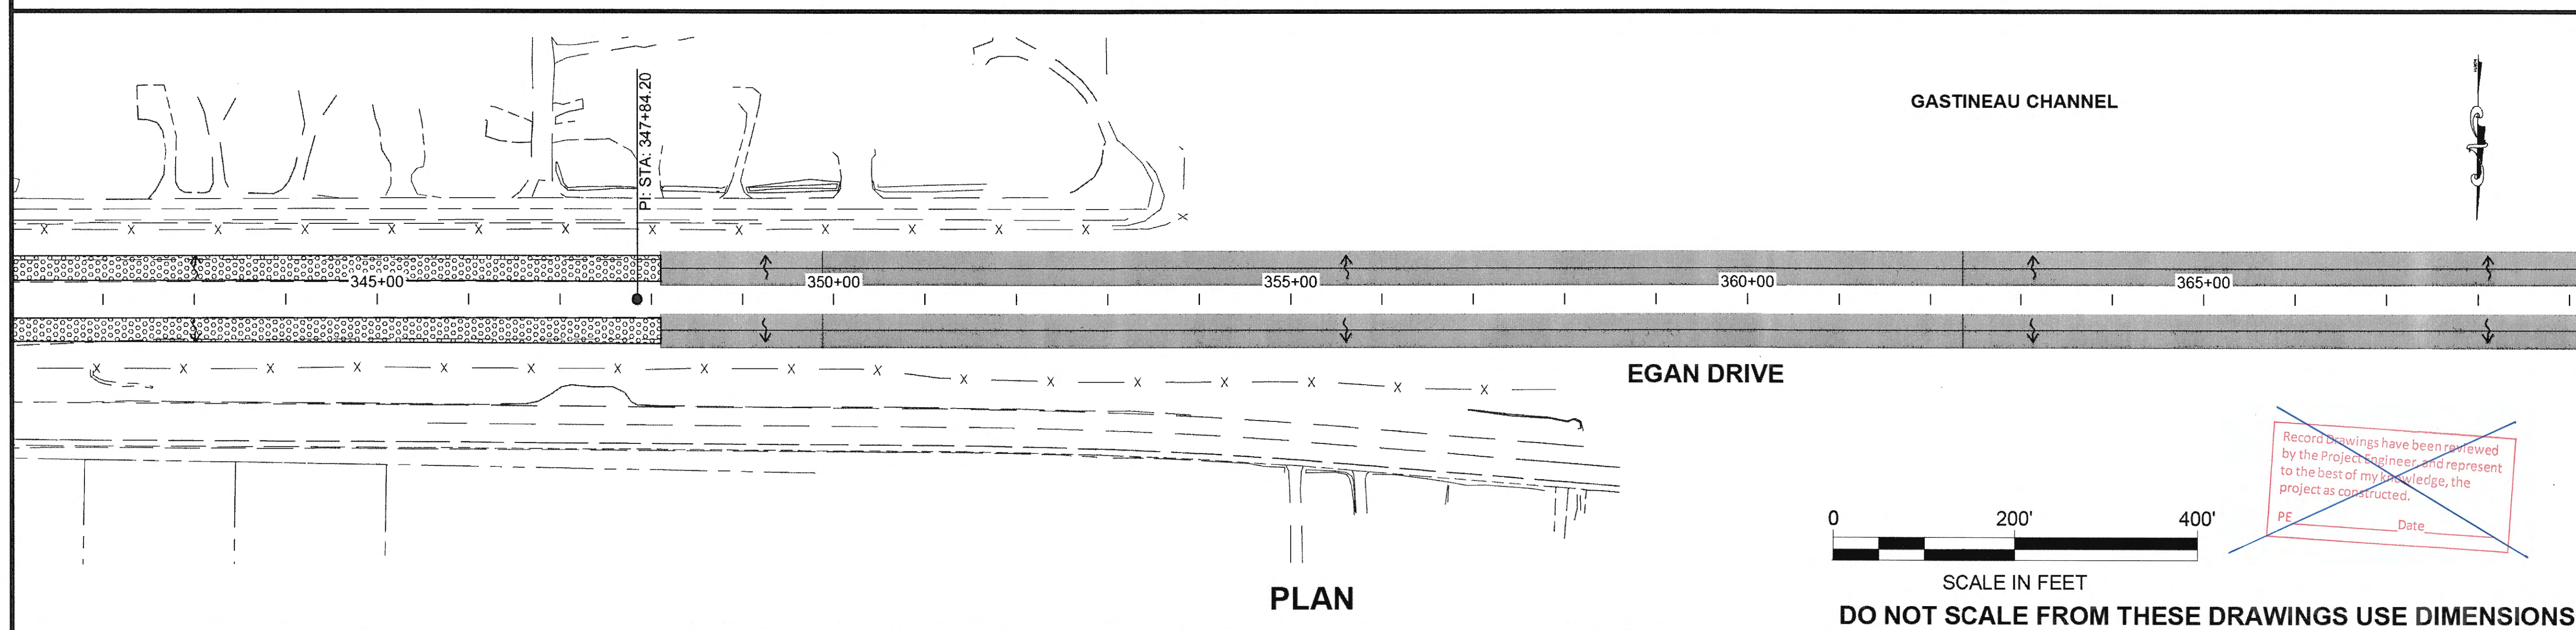 PI: STA: 347+84.20
GASTINEAU CHANNEL
345+00
350+00
355+00
360+00
365+00
X X X X X X X X X X X X X X
X X X X X X X X X X X X X X X X X
EGAN DRIVE
Record Drawings have been reviewed
by the Project Engineer, and represent
to the best of my knowledge, the
project as constructed.
PE____________Date________
0 200' 400'
SCALE IN FEET
PLAN
DO NOT SCALE FROM THESE DRAWINGS USE DIMENSIONS